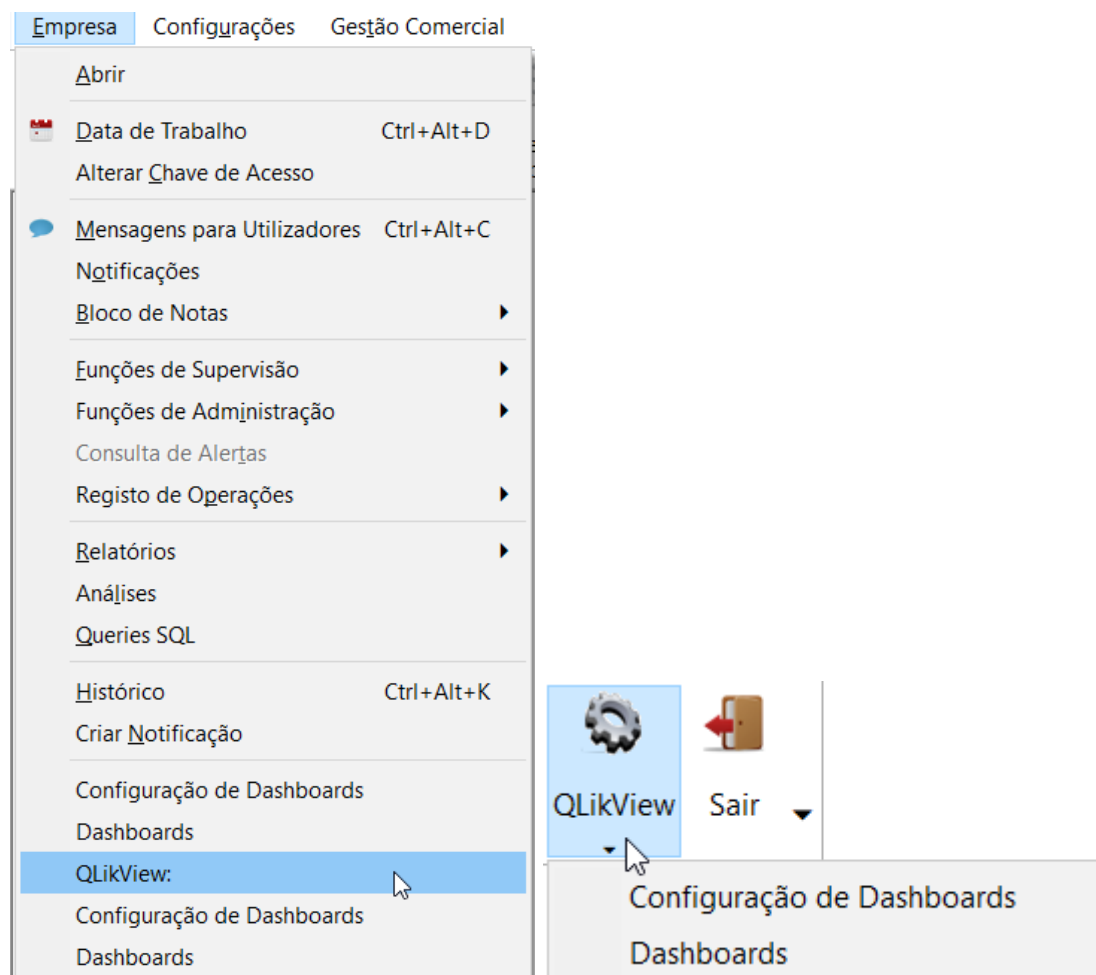 Empresa Configurações Gestão Comercial
Abrir
Data de Trabalho Ctrl+Alt+D
Alterar Chave de Acesso
Mensagens para Utilizadores Ctrl+Alt+C
Notificações
Bloco de Notas
Funções de Supervisão
Funções de Administração
Consulta de Alertas
Registo de Operações
Relatórios
Análises
Queries SQL
Histórico Ctrl+Alt+K
Criar Notificação
Configuração de Dashboards
Dashboards
QLikView:
Configuração de Dashboards
Dashboards
QLikView Sair
Configuração de Dashboards
Dashboards